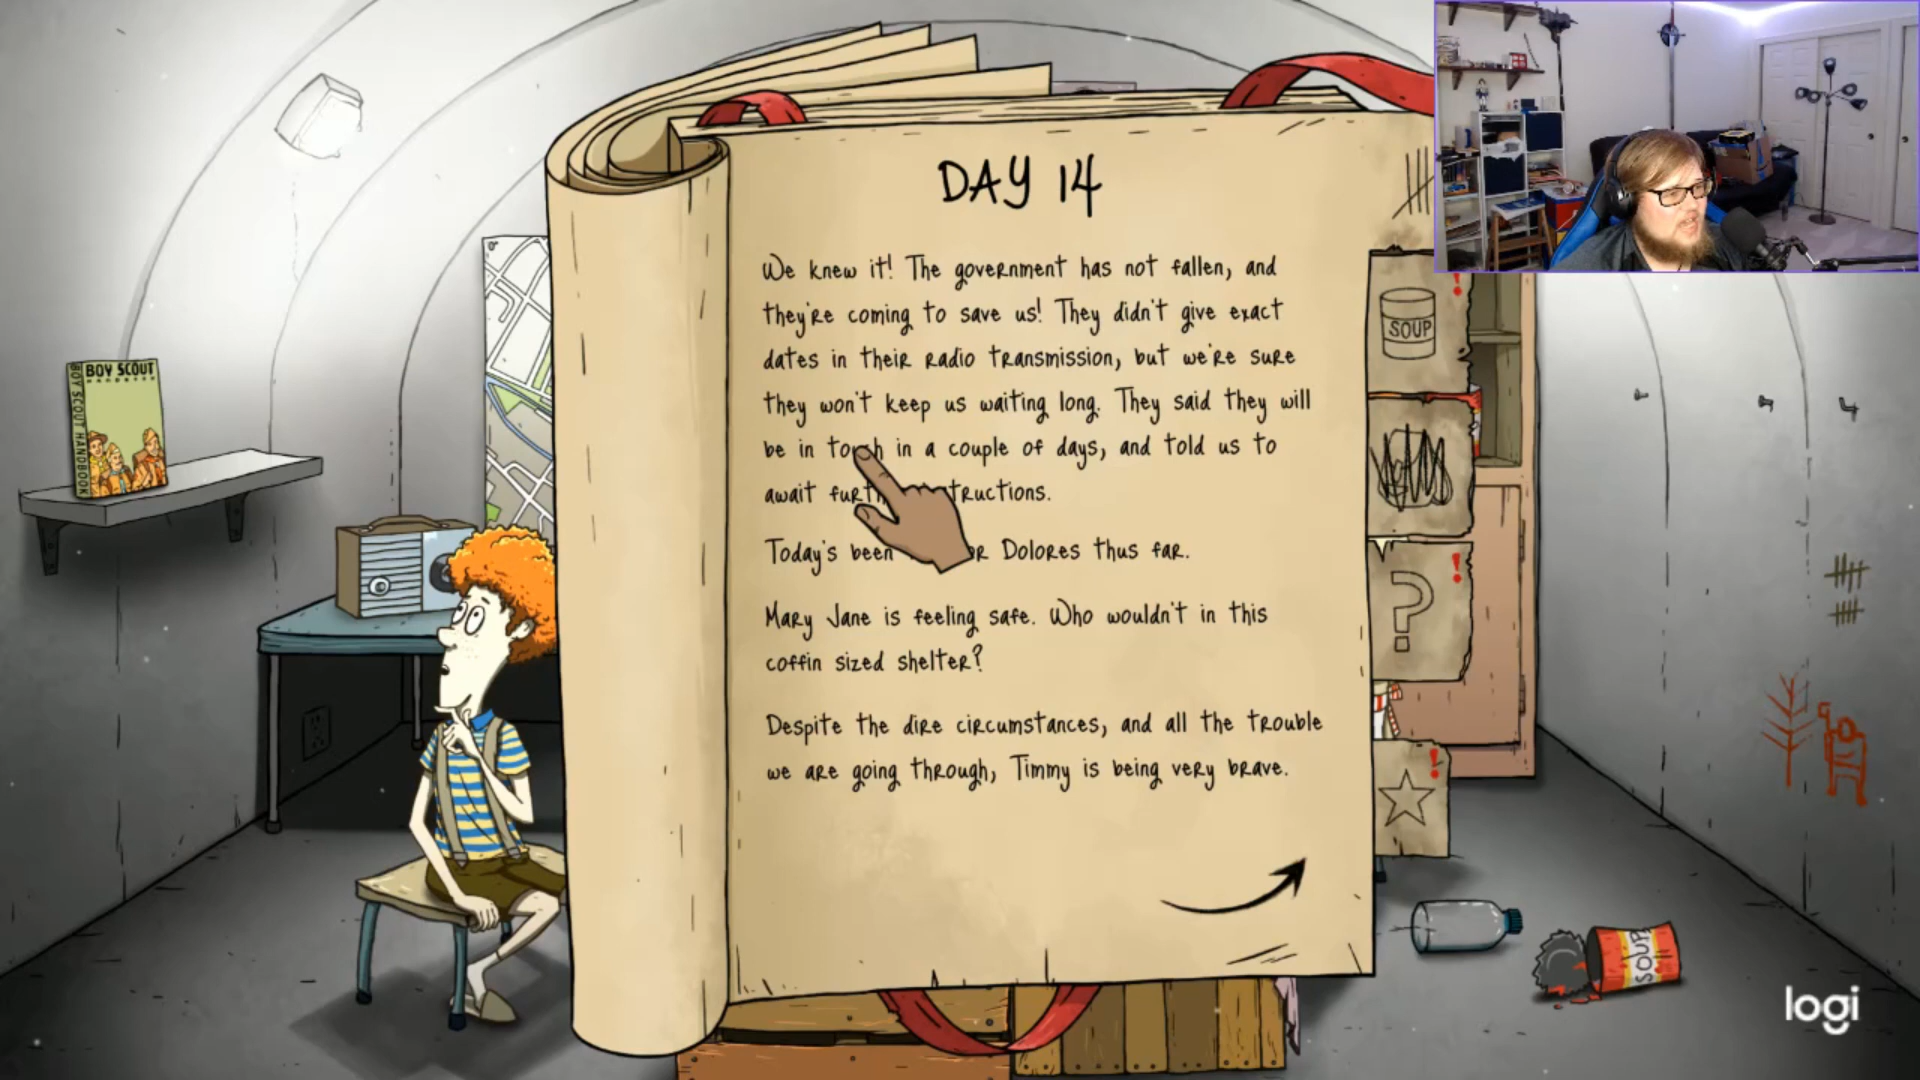 DAY 14
We knew it! The government has not fallen, and
they're coming to save us! They didn't give exact
dates in their radio transmission, but we're sure
they won't keep us waiting long. They said they will
be in in a couple of days, and told us to
await
Today's been Dolores thus far.
Mary Jane is feeling safe. Who wouldn't in this
coffin sized shelter?
Despite the dire circumstances, and all the trouble
we are going through, Timmy is being very brave.
BOY SCOUT
BOY SCOUT HANDBOOK
SOUP
?
SOUP
logi